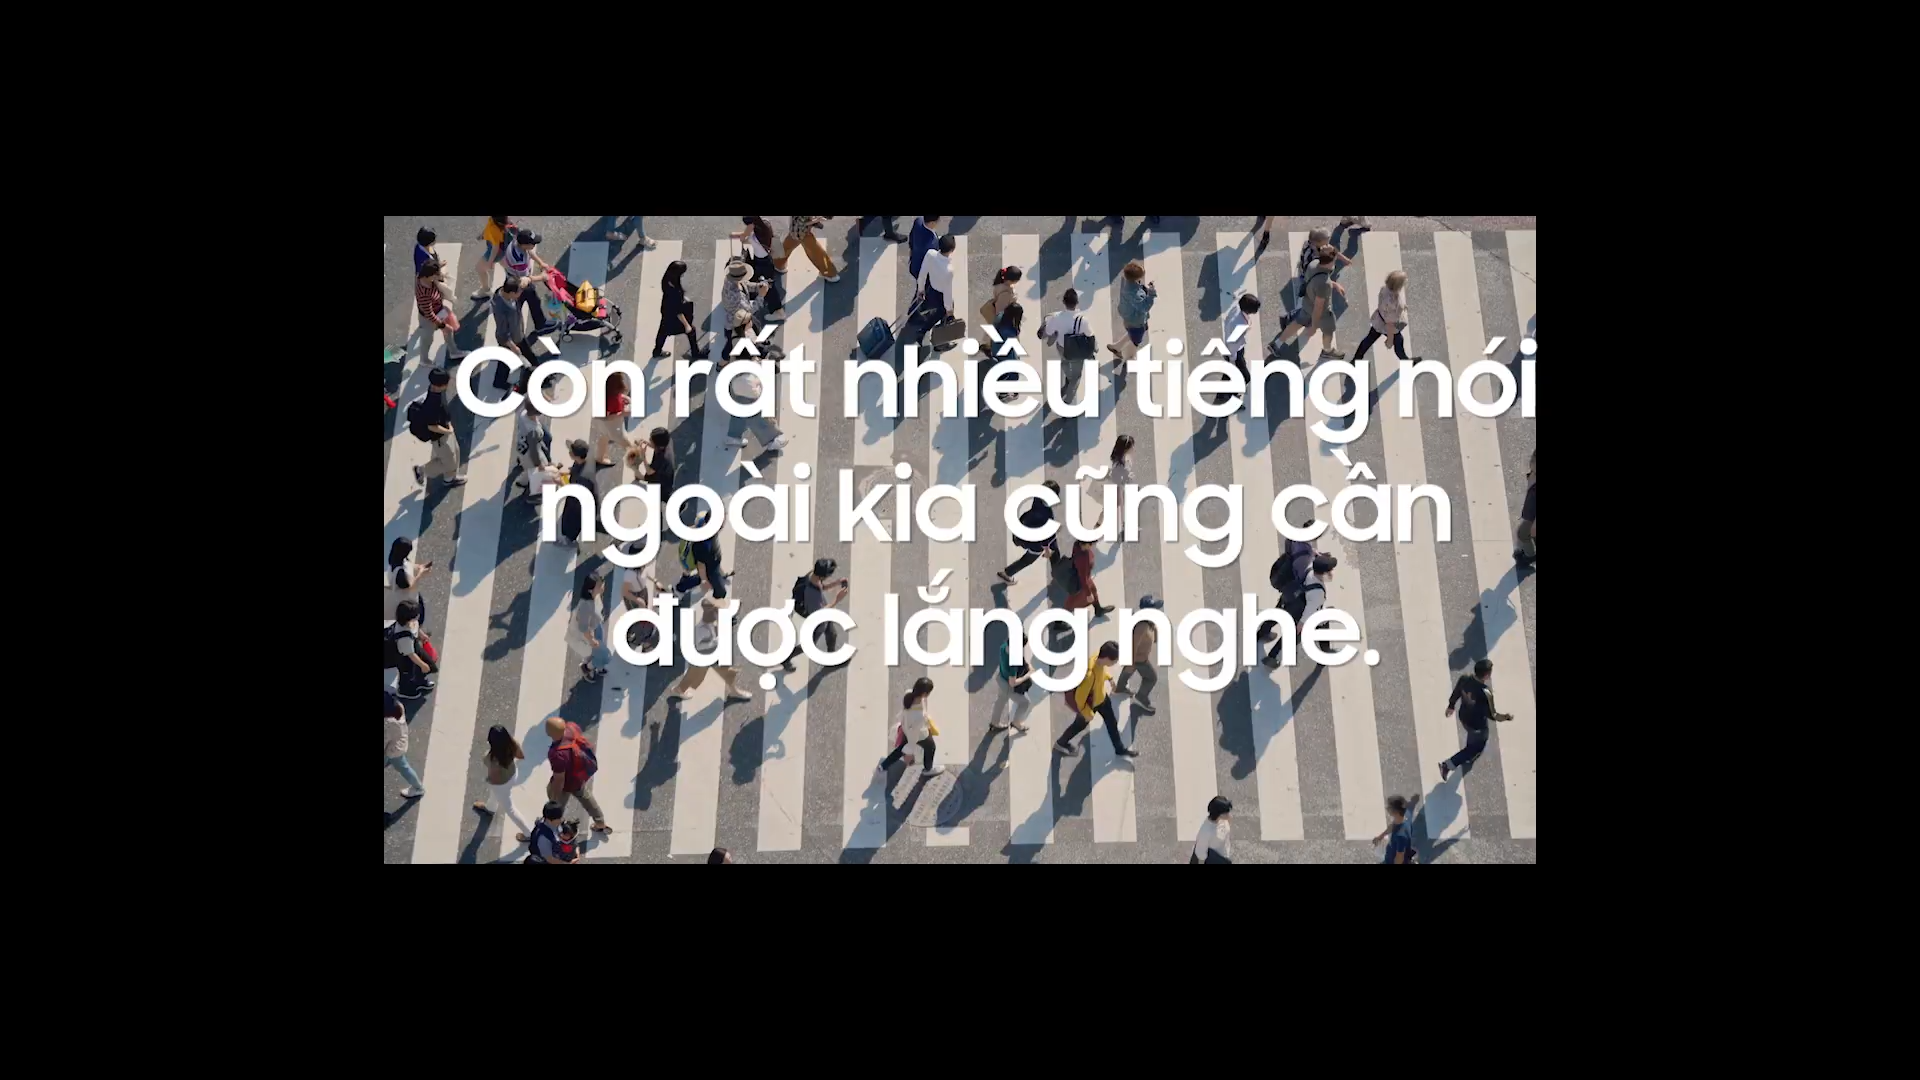 Còn rất nhiều tiếng nói
ngoài kia cũng cần
được lắng nghe.